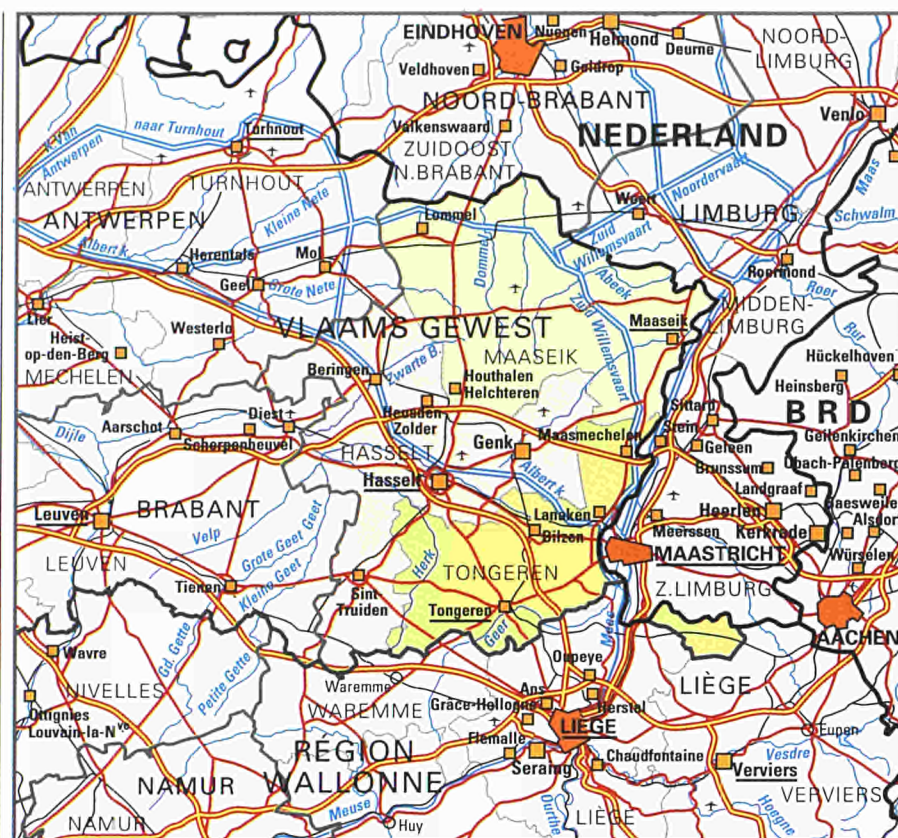 EINDHOVEN
Nuenen
Helmond
Deurne
NOORD-
LIMBURG
Veldhoven
Geldrop
NOORD-BRABANT
Venlo
naar Turnhout
K.Van
Antwerpen
Turhnout
Valkenswaard
ZUIDOOST
N.BRABANT
NEDERLAND
Maas
ANTWERPEN
TURNHOUT
Noordervaart
Weert
ANTWERPEN
Kleine Nete
Lommel
LIMBURG
Schwalm
Albert k.
Zuid
Willemsvaart
Herentals
Mol
Dommel
Roermond
Geel
Grote Nete
Abeek
Roer
Lier
Zuid Willemsvaart
MIDDEN-
LIMBURG
Westerlo
VLAAMS GEWEST
Maaseik
Rur
Heist-
op-den-Berg
MAASEIK
Hückelhoven
MECHELEN
Beringen
Zwarte B.
Houthalen
Helchteren
Heinsberg
Heusden
Zolder
Sittard
BRD
Diest
Aarschot
Dijle
Scherpenheuvel
Genk
Maasmechelen
Stein
Geleen
Geilenkirchen
HASSELT
Brunssum
Übach-Palenberg
Hasselt
Albert k.
Landgraaf
Baesweiler
Leuven
BRABANT
Lanaken
Heerlen
Alsdorf
Velp
Grote Geet Geet
Bilzen
Meerssen
Kerkrade
MAASTRICHT
Würselen
LEUVEN
Kleine Geet
Herk
TONGEREN
Tienen
Sint-
Truiden
Z.LIMBURG
Tongeren
Geer
Maas
AACHEN
Gd. Gette
Wavre
Petite Gette
Oupeye
NIVELLES
Waremme
Ans
LIÈGE
WAREMME
Grâce-Hollogne
Herstal
Ottignies
Louvain-la-Nve
LIÈGE
Eupen
Flemalle
RÉGION
WALLONNE
Seraing
Chaudfontaine
Vesdre
Verviers
NAMUR
Meuse
VERVIERS
Ourthe
Hoegne
NAMUR
Huy
LIÈGE